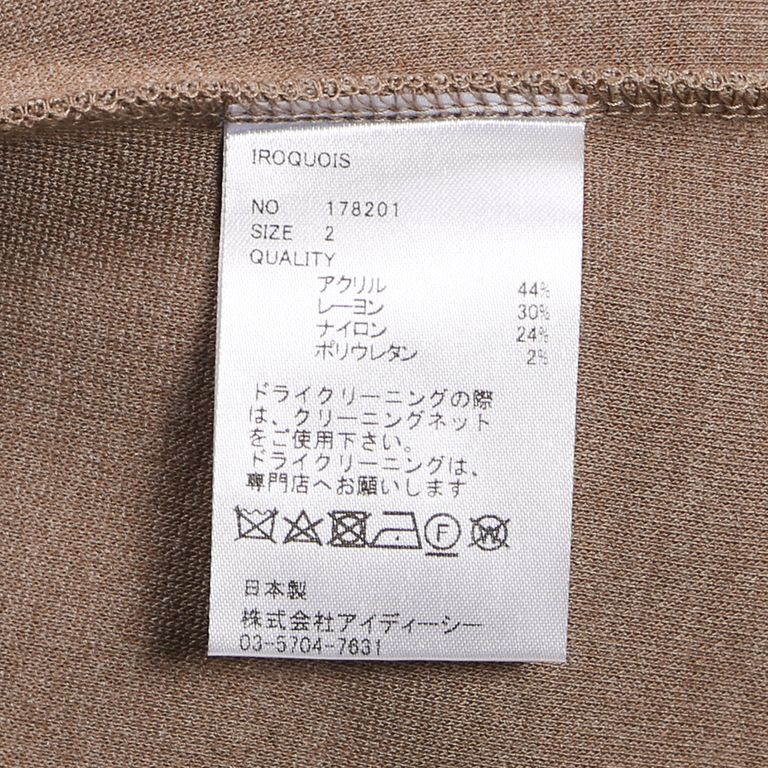 IROQUOIS
NO 178201
SIZE 2
QUALITY
アクリル 44%
レーヨン 30%
ナイロン 24%
ポリウレタン 2%
ドライクリーニングの際
は、クリーニングネット
をご使用下さい。
ドライクリーニングは、
専門店へお願いします
F W
日本製
株式会社アイディーシー
03-5704-7631